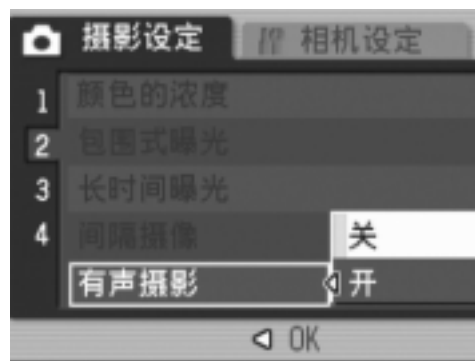 摄影设定 相机设定
1 颜色的浓度
2 包围式曝光
3 长时间曝光
4 间隔摄像 关
有声摄影 开
OK